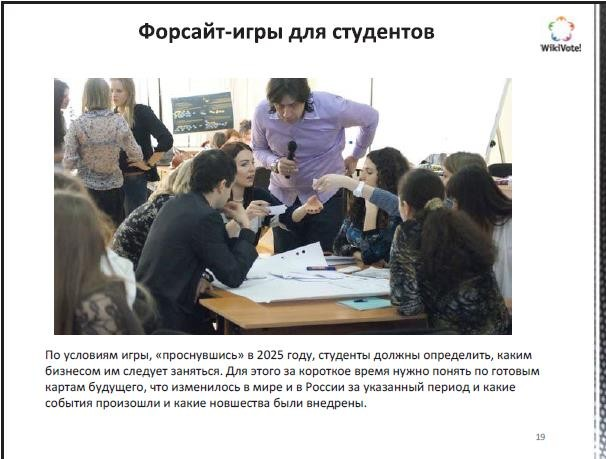 Форсайт-игры для студентов
WikiVote!
По условиям игры, «проснувшись» в 2025 году, студенты должны определить, каким
бизнесом им следует заняться. Для этого за короткое время нужно понять по готовым
картам будущего, что изменилось в мире и в России за указанный период и какие
события произошли и какие новшества были внедрены.
19